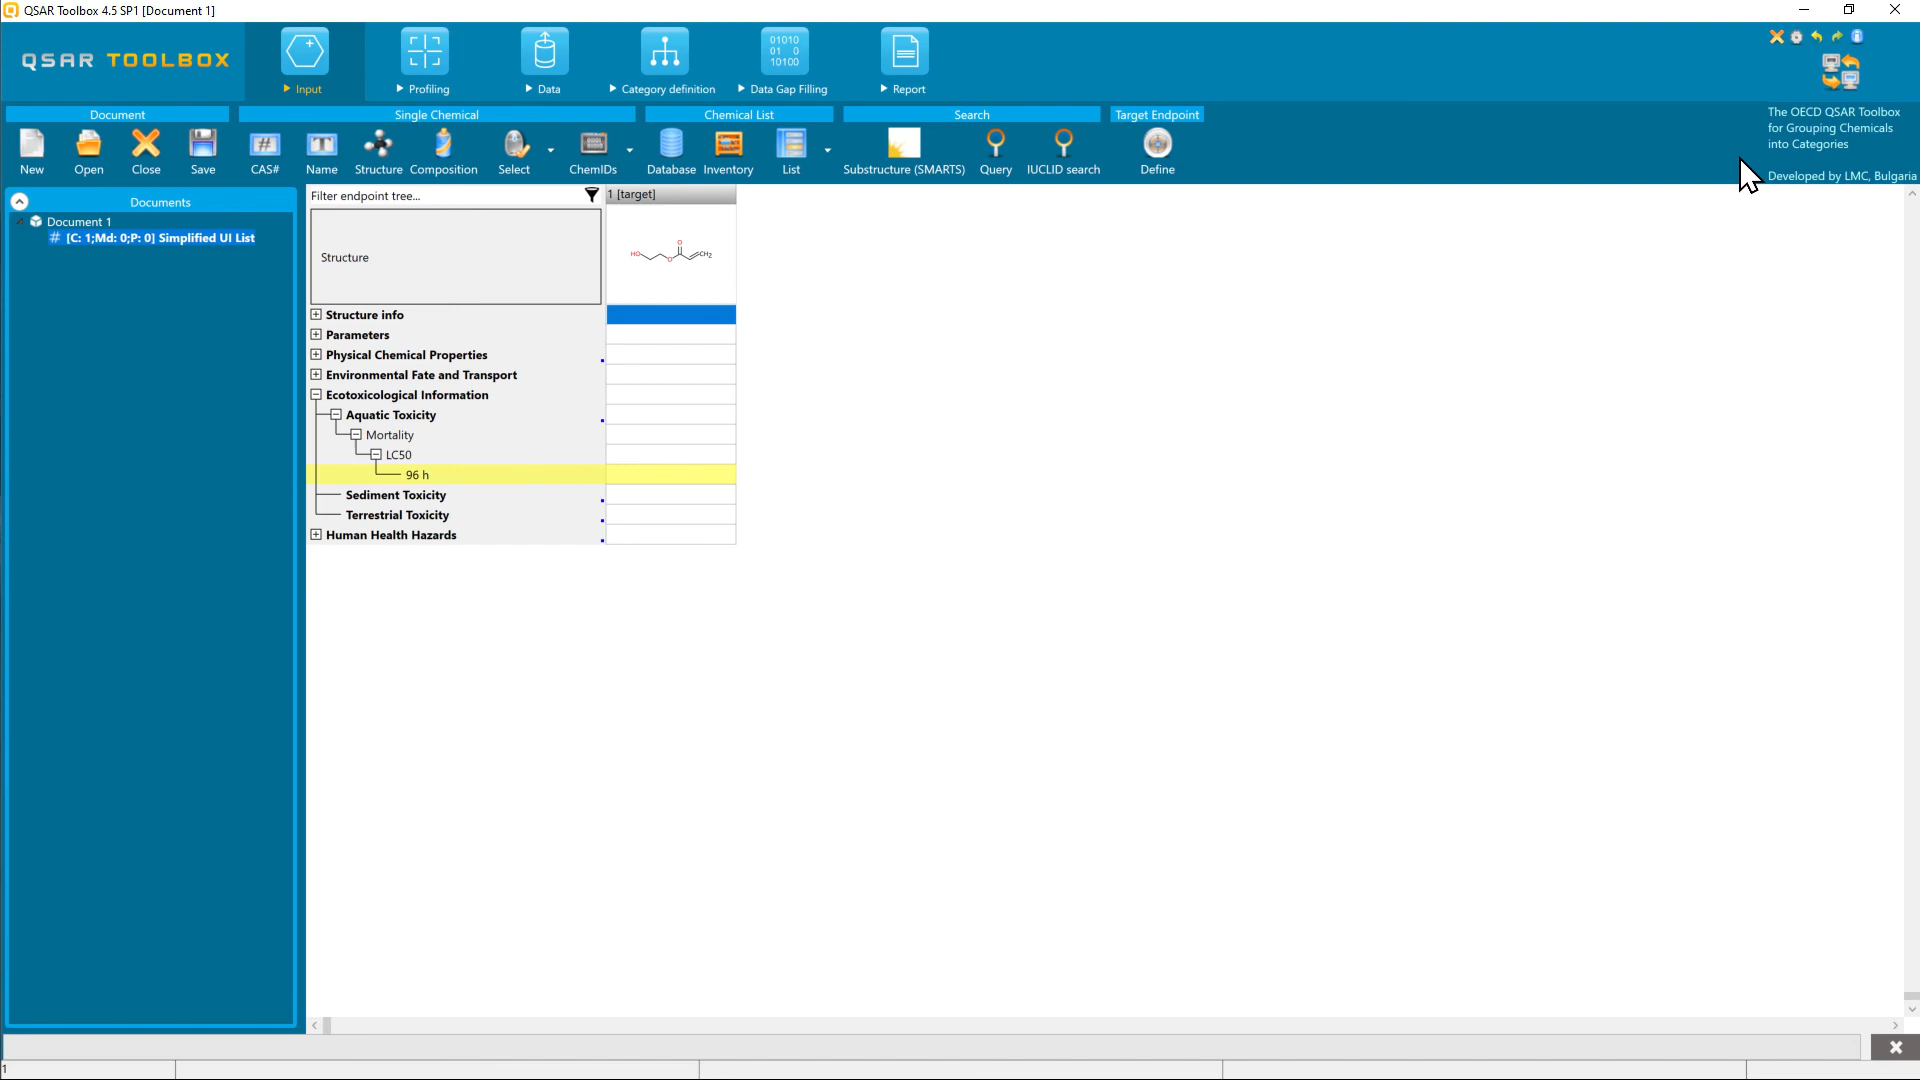 QSAR Toolbox 4.5 SP1 [Document 1]
QSAR TOOLBOX
01010
01 0
10100
Input
Profiling
Data
Category definition
Data Gap Filling
Report
Document
Single Chemical
Chemical List
Search
Target Endpoint
The OECD QSAR Toolbox
for Grouping Chemicals
into Categories
Developed by LMC, Bulgaria
New
Open
Close
Save
#
CAS#
T
Name
Structure
Composition
Select
ChemIDs
Database
Inventory
List
Substructure (SMARTS)
Query
IUCLID search
Define
Documents
Document 1
# [C: 1;Md: 0;P: 0] Simplified UI List
Filter endpoint tree...
1 [target]
Structure
HO
O
O
CH2
Structure info
Parameters
Physical Chemical Properties
Environmental Fate and Transport
Ecotoxicological Information
Aquatic Toxicity
Mortality
LC50
96 h
Sediment Toxicity
Terrestrial Toxicity
Human Health Hazards
1